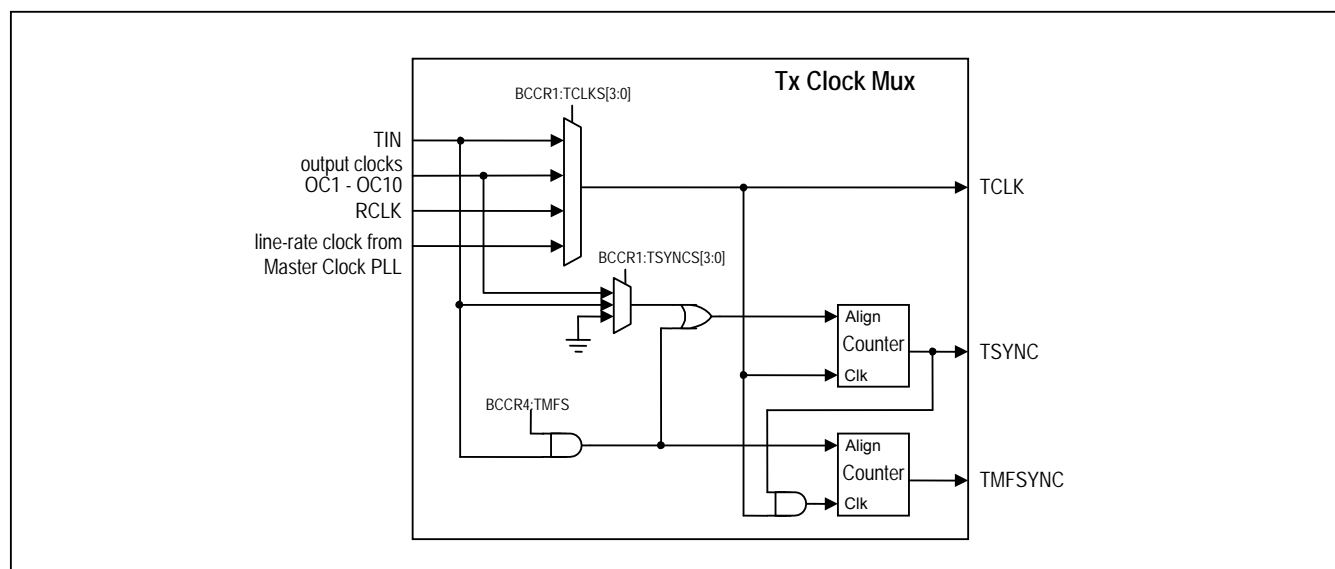 Tx Clock Mux
BCCR1:TCLKS[3:0]
TIN
output clocks
OC1 - OC10
RCLK
line-rate clock from
Master Clock PLL
TCLK
BCCR1:TSYNCS[3:0]
Align
Counter
Clk
TSYNC
BCCR4:TMFS
Align
Counter
Clk
TMFSYNC